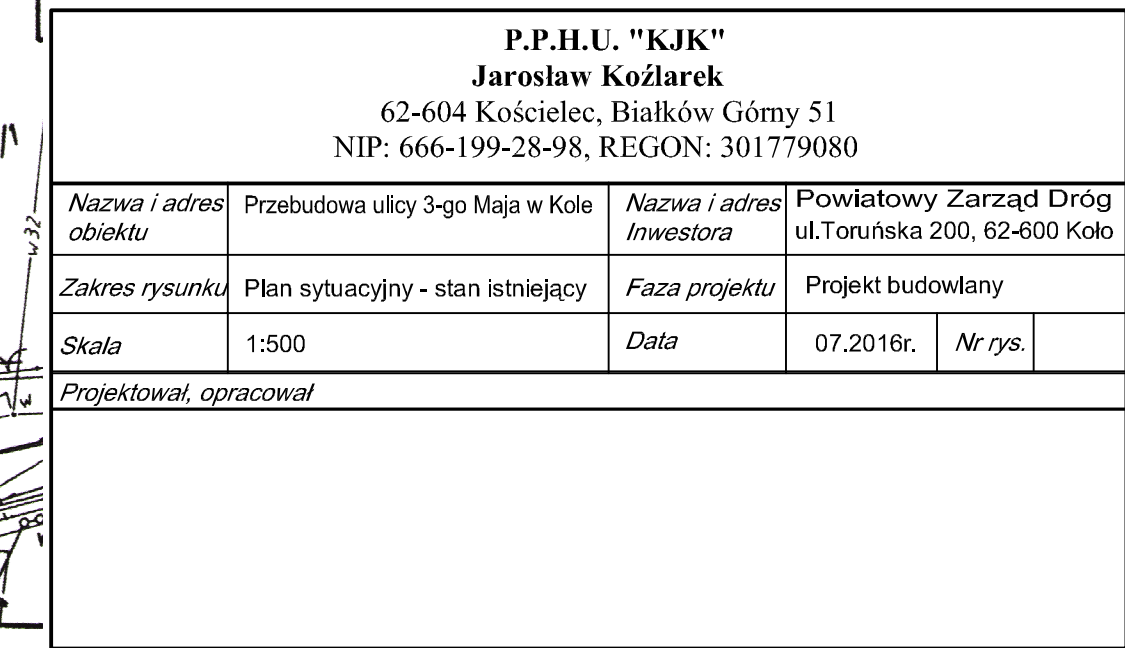 P.P.H.U. "KJK"
Jarosław Koźlarek
62-604 Kościelec, Białków Górny 51
NIP: 666-199-28-98, REGON: 301779080
Nazwa i adres obiektu
Przebudowa ulicy 3-go Maja w Kole
Nazwa i adres Inwestora
Powiatowy Zarząd Dróg
ul.Toruńska 200, 62-600 Koło
Zakres rysunku
Plan sytuacyjny - stan istniejący
Faza projektu
Projekt budowlany
Skala
1:500
Data
07.2016r.
Nr rys.
Projektował, opracował
w32
w